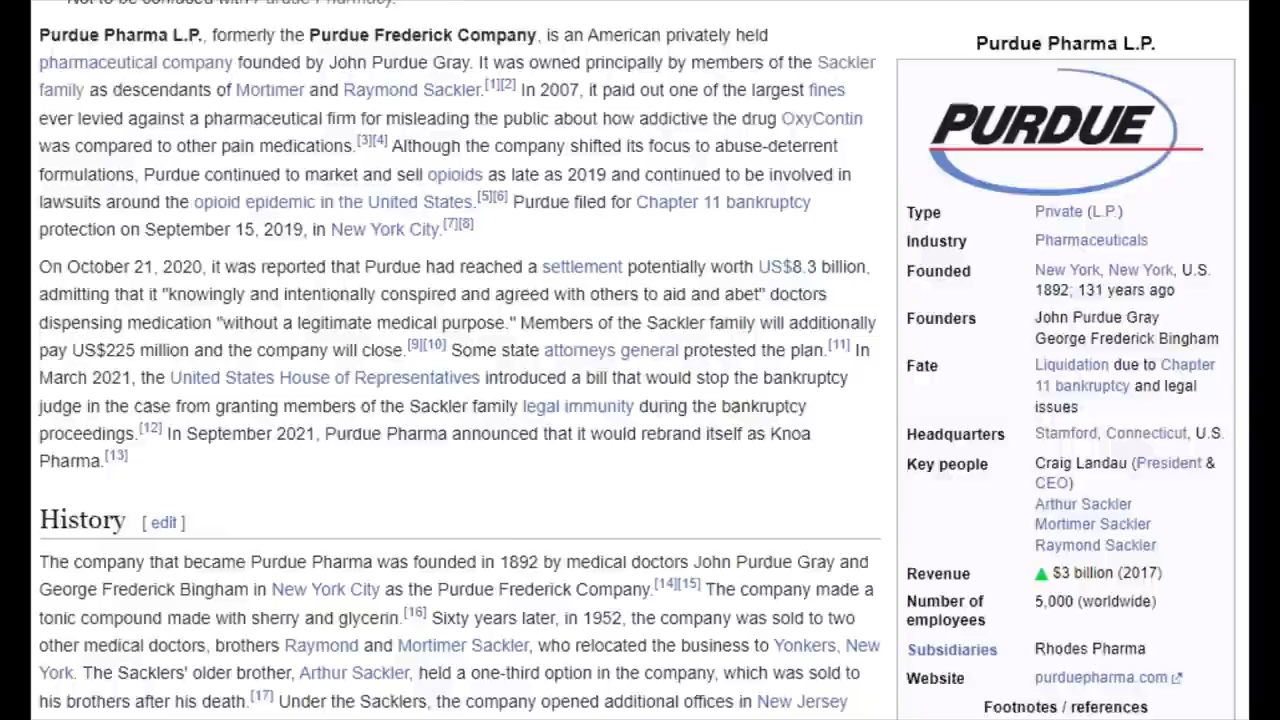 Not to be confused with Purdue Pharmacy.
Purdue Pharma L.P., formerly the Purdue Frederick Company, is an American privately held
pharmaceutical company founded by John Purdue Gray. It was owned principally by members of the Sackler
family as descendants of Mortimer and Raymond Sackler.[1][2] In 2007, it paid out one of the largest fines
ever levied against a pharmaceutical firm for misleading the public about how addictive the drug OxyContin
was compared to other pain medications.[3][4] Although the company shifted its focus to abuse-deterrent
formulations, Purdue continued to market and sell opioids as late as 2019 and continued to be involved in
lawsuits around the opioid epidemic in the United States.[5][6] Purdue filed for Chapter 11 bankruptcy
protection on September 15, 2019, in New York City.[7][8]
On October 21, 2020, it was reported that Purdue had reached a settlement potentially worth US$8.3 billion,
admitting that it "knowingly and intentionally conspired and agreed with others to aid and abet" doctors
dispensing medication "without a legitimate medical purpose." Members of the Sackler family will additionally
pay US$225 million and the company will close.[9][10] Some state attorneys general protested the plan.[11] In
March 2021, the United States House of Representatives introduced a bill that would stop the bankruptcy
judge in the case from granting members of the Sackler family legal immunity during the bankruptcy
proceedings.[12] In September 2021, Purdue Pharma announced that it would rebrand itself as Knoa
Pharma.[13]
History [ edit ]
The company that became Purdue Pharma was founded in 1892 by medical doctors John Purdue Gray and
George Frederick Bingham in New York City as the Purdue Frederick Company.[14][15] The company made a
tonic compound made with sherry and glycerin.[16] Sixty years later, in 1952, the company was sold to two
other medical doctors, brothers Raymond and Mortimer Sackler, who relocated the business to Yonkers, New
York. The Sacklers' older brother, Arthur Sackler, held a one-third option in the company, which was sold to
his brothers after his death.[17] Under the Sacklers, the company opened additional offices in New Jersey
Purdue Pharma L.P.
PURDUE
Type Private (L.P.)
Industry Pharmaceuticals
Founded New York, New York, U.S.
1892; 131 years ago
Founders John Purdue Gray
George Frederick Bingham
Fate Liquidation due to Chapter
11 bankruptcy and legal
issues
Headquarters Stamford, Connecticut, U.S.
Key people Craig Landau (President &
CEO)
Arthur Sackler
Mortimer Sackler
Raymond Sackler
Revenue ▲ $3 billion (2017)
Number of 5,000 (worldwide)
employees
Subsidiaries Rhodes Pharma
Website purduepharma.com
Footnotes / references